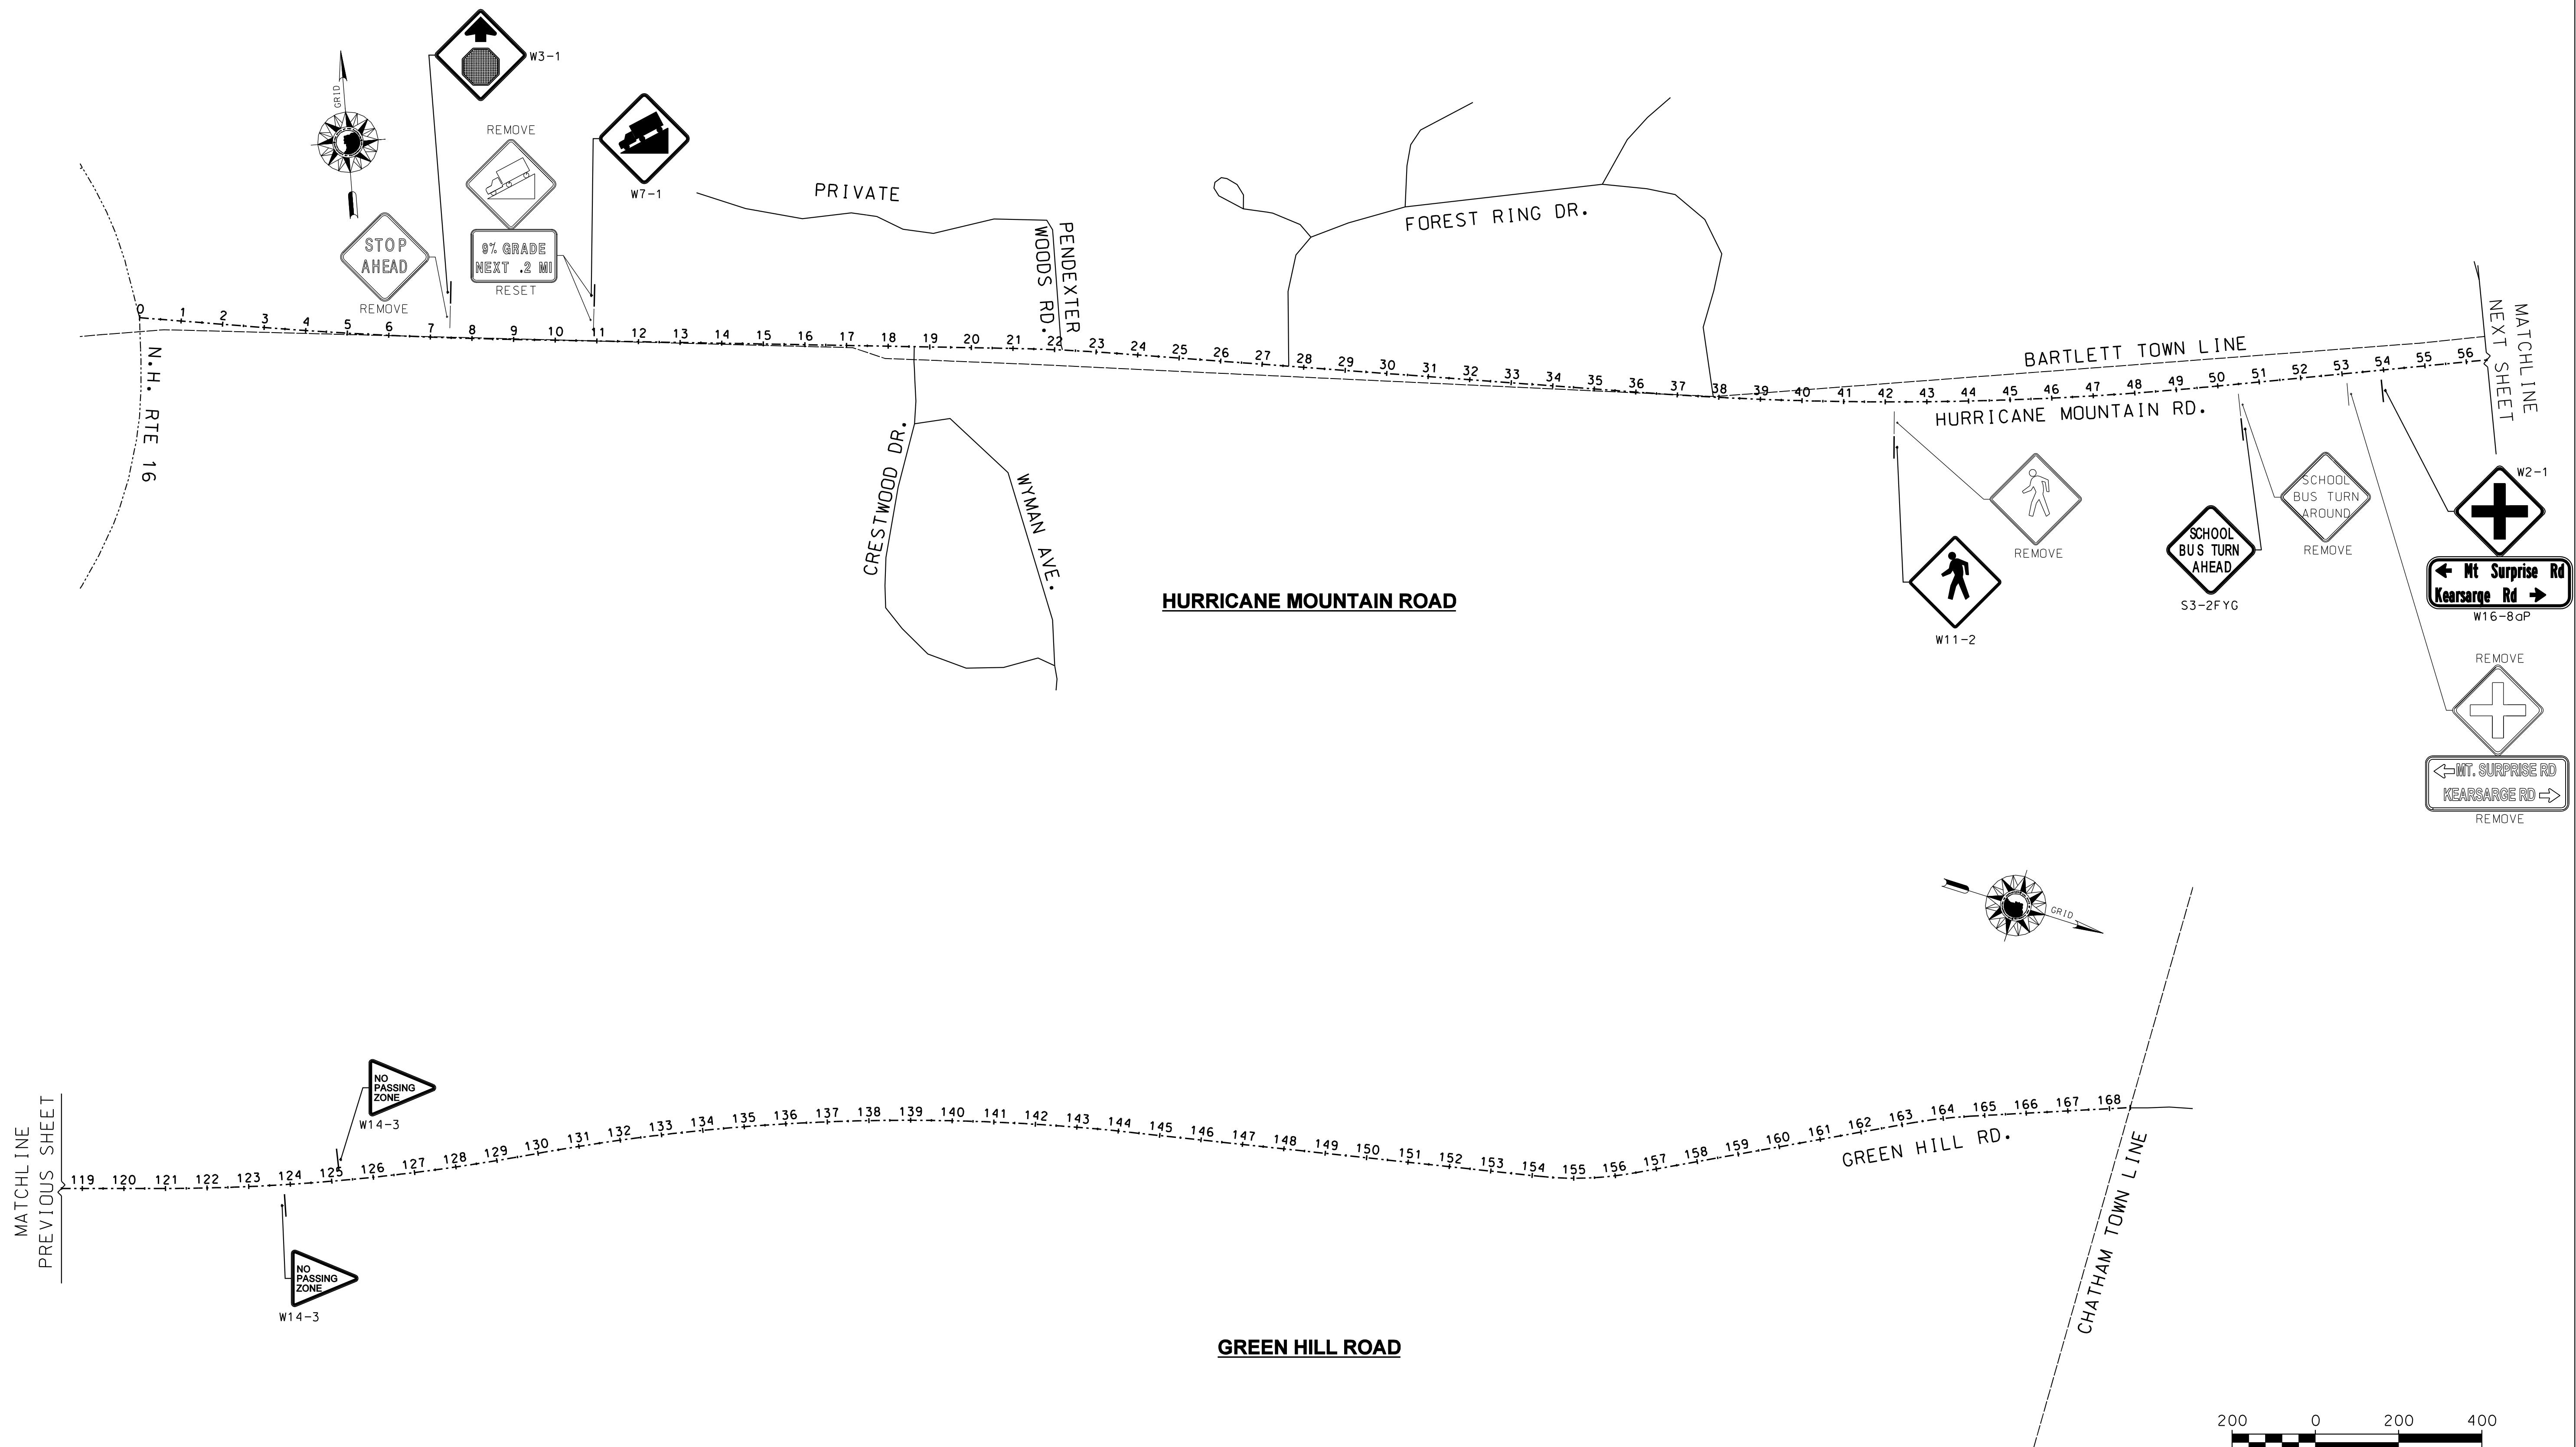 W3-1
GRID
REMOVE
W7-1
STOP
AHEAD
REMOVE
9% GRADE
NEXT .2 MI
RESET
PRIVATE
PENDEXTER
WOODS RD.
FOREST RING DR.
0 1 2 3 4 5 6 7 8 9 10 11 12 13 14 15 16 17 18 19 20 21 22 23 24 25 26 27 28 29 30 31 32 33 34 35 36 37 38 39 40 41 42 43 44 45 46 47 48 49 50 51 52 53 54 55 56
N.H. RTE 16
BARTLETT TOWN LINE
HURRICANE MOUNTAIN RD.
MATCHLINE
NEXT SHEET
CRESTWOOD DR.
WYMAN AVE.
HURRICANE MOUNTAIN ROAD
REMOVE
W11-2
SCHOOL
BUS TURN
AHEAD
S3-2FYG
SCHOOL
BUS TURN
AROUND
REMOVE
W2-1
Mt Surprise Rd
Kearsarge Rd
W16-8aP
REMOVE
MT. SURPRISE RD
KEARSARGE RD
REMOVE
GRID
MATCHLINE
PREVIOUS SHEET
NO
PASSING
ZONE
W14-3
119 120 121 122 123 124 125 126 127 128 129 130 131 132 133 134 135 136 137 138 139 140 141 142 143 144 145 146 147 148 149 150 151 152 153 154 155 156 157 158 159 160 161 162 163 164 165 166 167 168
GREEN HILL RD.
CHATHAM TOWN LINE
NO
PASSING
ZONE
W14-3
GREEN HILL ROAD
200 0 200 400